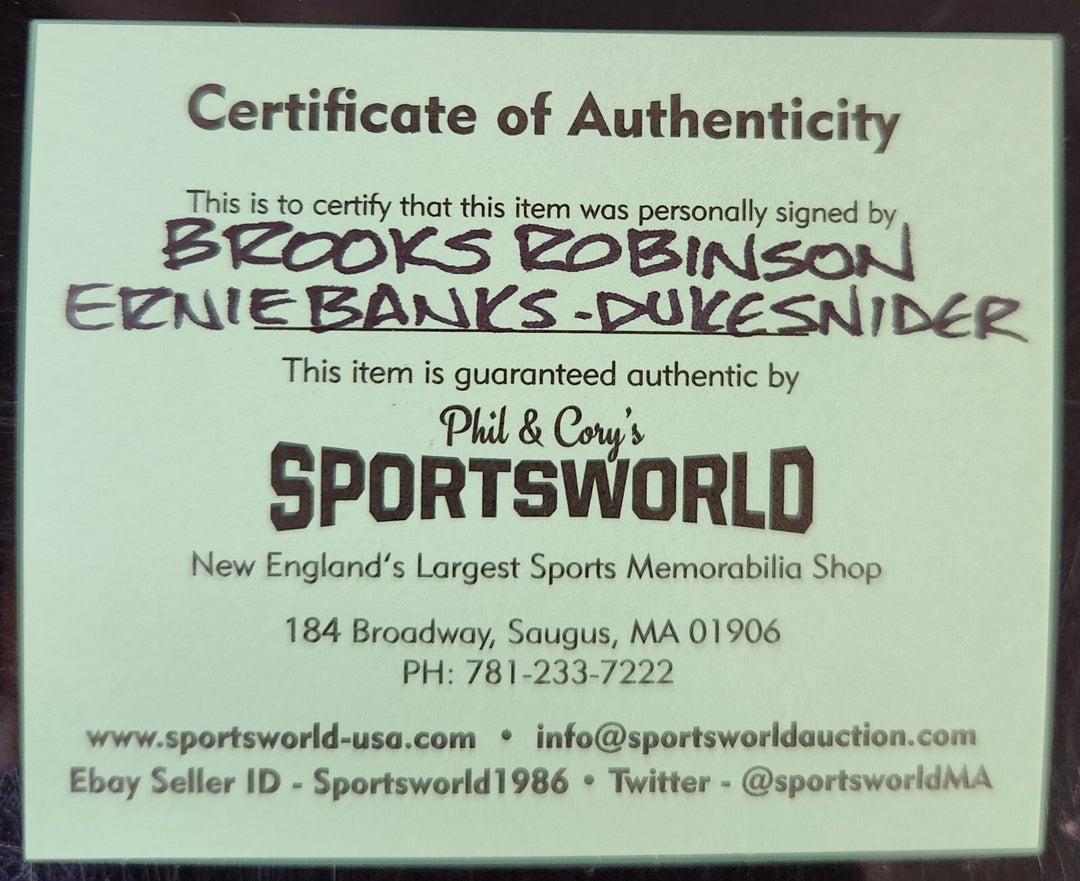 Certificate of Authenticity
This is to certify that this item was personally signed by
BROOKS ROBINSON
ERNIE BANKS - DUKE SNIDER
This item is guaranteed authentic by
Phil & Cory's
SPORTSWORLD
New England's Largest Sports Memorabilia Shop
184 Broadway, Saugus, MA 01906
PH: 781-233-7222
www.sportsworld-usa.com • info@sportsworldauction.com
Ebay Seller ID - Sportsworld1986 • Twitter - @sportsworldMA